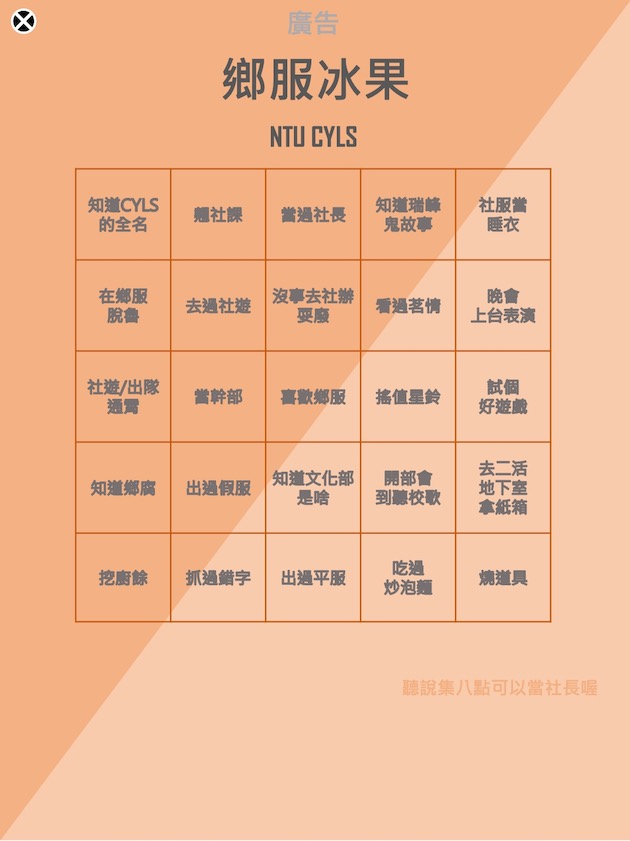 廣告
鄉服冰果
NTU CYLS
知道CYLS
的全名
翹社課
當過社長
知道瑞峰
鬼故事
社服當
睡衣
在鄉服
脫魯
去過社遊
沒事去社辦
耍廢
看過茗情
晚會
上台表演
社遊/出隊
通霄
當幹部
喜歡鄉服
搖值星鈴
試個
好遊戲
知道鄉腐
出過假服
知道文化部
是啥
開部會
到聽校歌
去二活
地下室
拿紙箱
挖廚餘
抓過錯字
出過平服
吃過
炒泡麵
燒道具
聽說集八點可以當社長喔